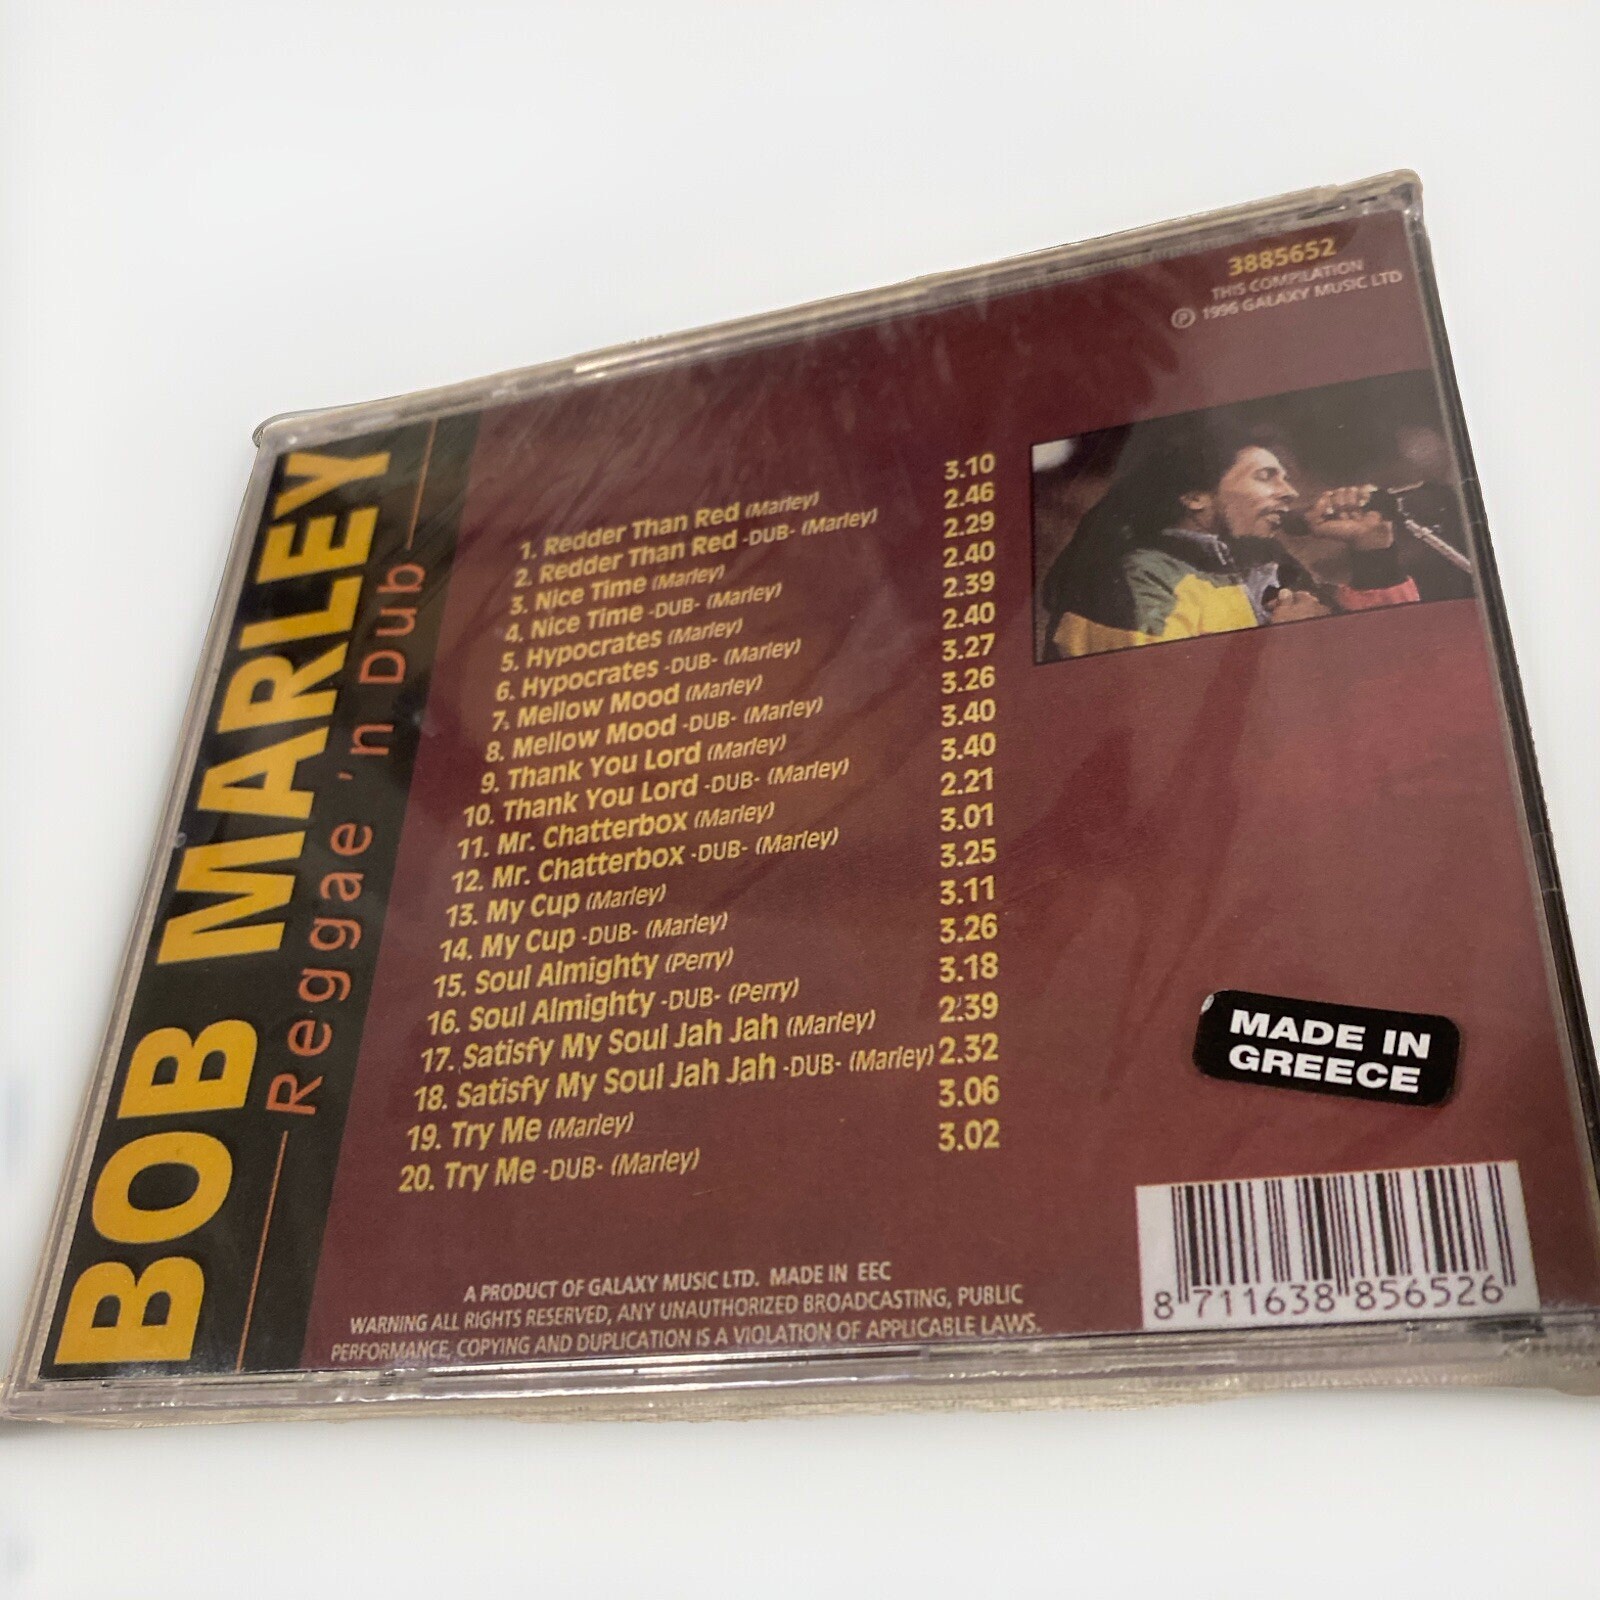 BOB MARLEY
Reggae 'n Dub
3885652
THIS COMPILATION
Ⓟ 1996 GALAXY MUSIC LTD
1. Redder Than Red (Marley) 3.10
2. Redder Than Red -DUB- (Marley) 2.46
3. Nice Time (Marley) 2.29
4. Nice Time -DUB- (Marley) 2.40
5. Hypocrates (Marley) 2.39
6. Hypocrates -DUB- (Marley) 2.40
7. Mellow Mood (Marley) 3.27
8. Mellow Mood -DUB- (Marley) 3.26
9. Thank You Lord (Marley) 3.40
10. Thank You Lord -DUB- (Marley) 3.40
11. Mr. Chatterbox (Marley) 2.21
12. Mr. Chatterbox -DUB- (Marley) 3.01
13. My Cup (Marley) 3.25
14. My Cup -DUB- (Marley) 3.11
15. Soul Almighty (Perry) 3.26
16. Soul Almighty -DUB- (Perry) 3.18
17. Satisfy My Soul Jah Jah (Marley) 2.39
18. Satisfy My Soul Jah Jah -DUB- (Marley) 2.32
19. Try Me (Marley) 3.06
20. Try Me -DUB- (Marley) 3.02
MADE IN
GREECE
A PRODUCT OF GALAXY MUSIC LTD. MADE IN EEC
WARNING ALL RIGHTS RESERVED, ANY UNAUTHORIZED BROADCASTING, PUBLIC
PERFORMANCE, COPYING AND DUPLICATION IS A VIOLATION OF APPLICABLE LAWS.
8 711638 856526